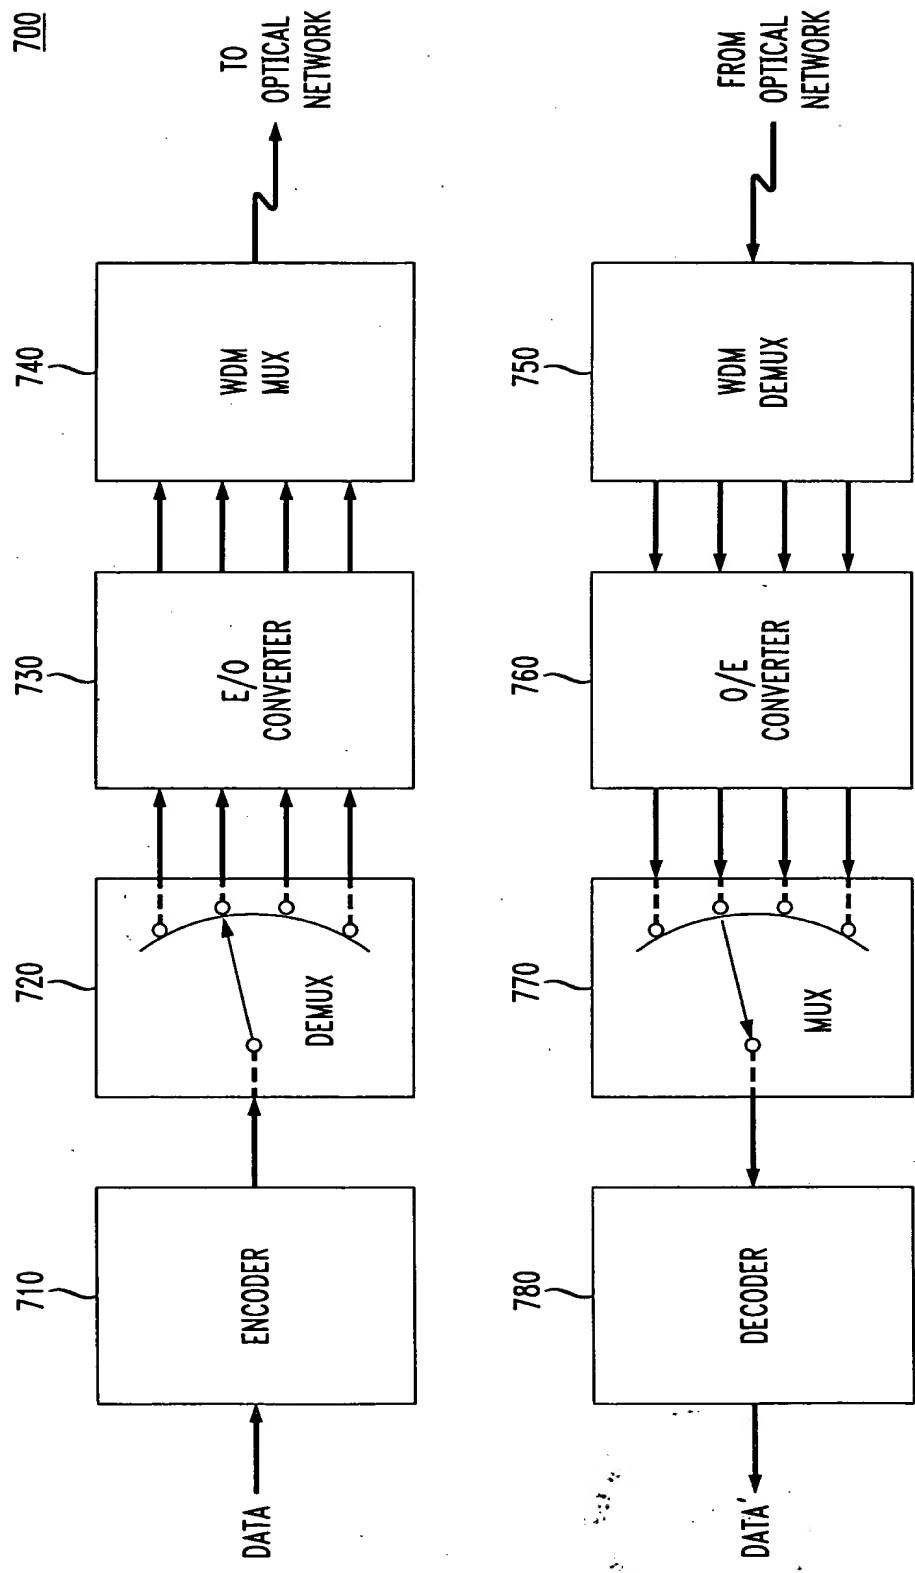 700
710
720
730
740
DATA
ENCODER
DEMUX
E/O
CONVERTER
WDM
MUX
TO
OPTICAL
NETWORK
780
770
760
750
DATA'
DECODER
MUX
O/E
CONVERTER
WDM
DEMUX
FROM
OPTICAL
NETWORK